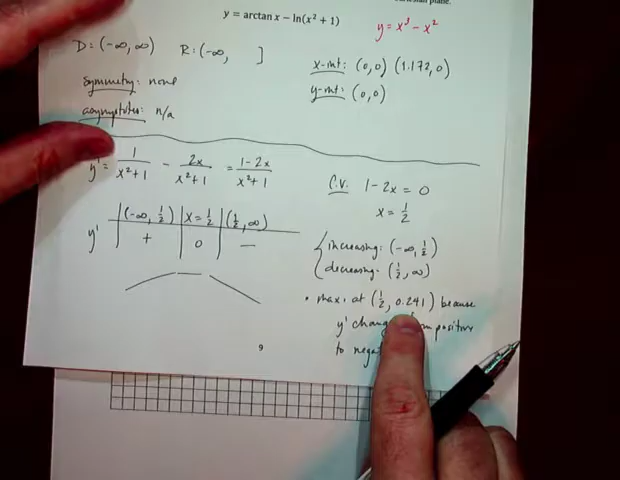 plane.
y = arctan x − ln(x² + 1)
y = x³ − x²
D: (-∞, ∞) R: (-∞, ]
x-int: (0,0) (1.172, 0)
symmetry: none
y-int: (0,0)
asymptotes: n/a
y' = 1/(x²+1) − 2x/(x²+1) = (1-2x)/(x²+1)
C.V: 1-2x = 0
x = 1/2
(-∞, 1/2) x = 1/2 (1/2, ∞)
y' + 0 −
increasing: (-∞, 1/2)
decreasing: (1/2, ∞)
• max. at (1/2, 0.241) because
y' positive
to
9